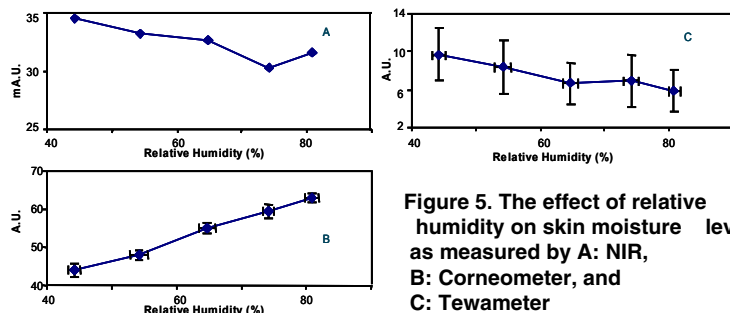 35
30
25
mA.U.
A
40
60
80
Relative Humidity (%)
14
10
6
2
A.U.
C
40
60
80
Relative Humidity (%)
70
60
50
40
A.U.
B
40
60
80
Relative Humidity (%)
Figure 5. The effect of relative
humidity on skin moisture lev
as measured by A: NIR,
B: Corneometer, and
C: Tewameter